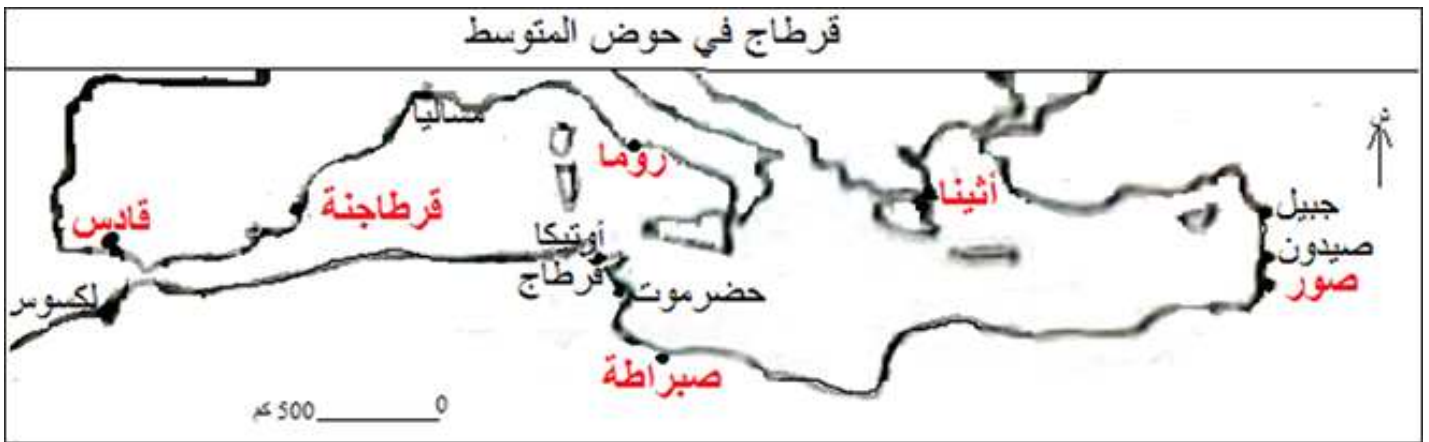 قرطاج في حوض المتوسط
ش
مساليا
روما
أثينا
قرطاجنة
قادس
جبيل
صيدون
صور
أوتيكا
قرطاج
حضرموت
لكسوس
صبراطة
0 500 كم